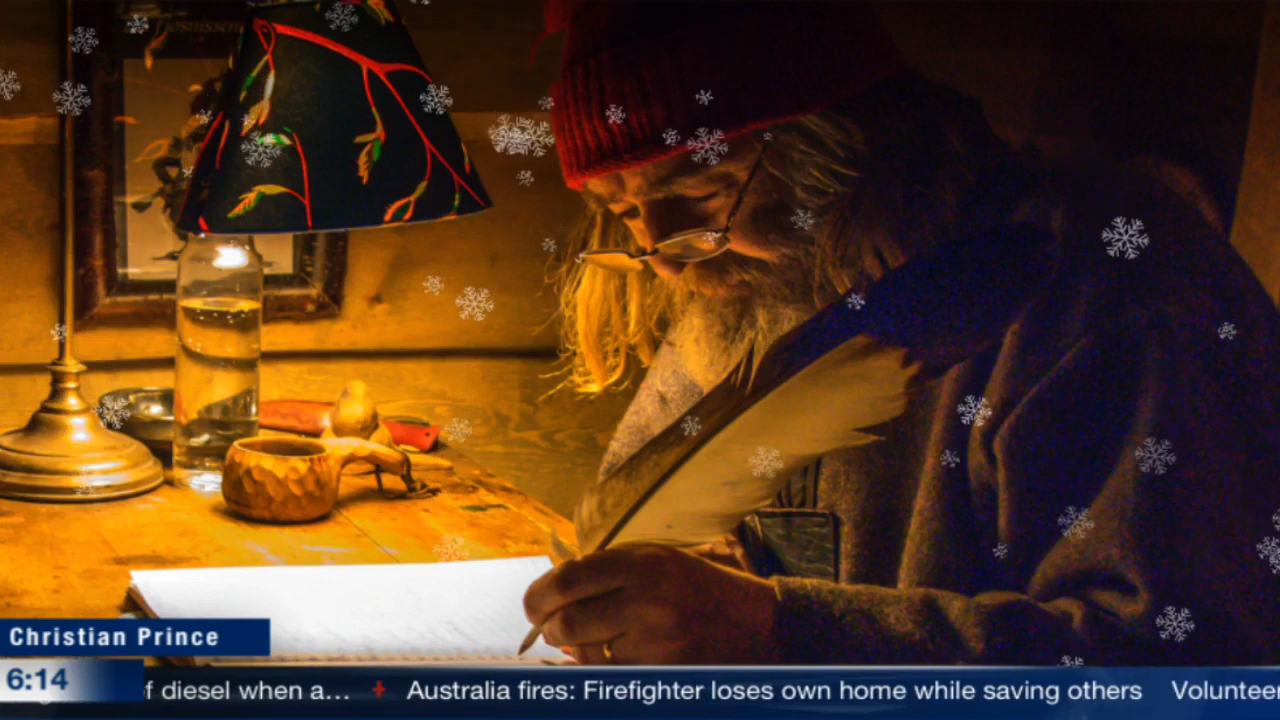 Christian Prince
6:14
f diesel when a... + Australia fires: Firefighter loses own home while saving others Volunteer